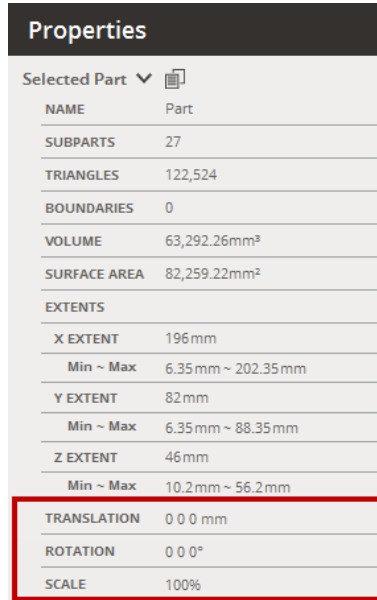 Properties
Selected Part
NAME Part
SUBPARTS 27
TRIANGLES 122,524
BOUNDARIES 0
VOLUME 63,292.26mm³
SURFACE AREA 82,259.22mm²
EXTENTS
X EXTENT 196mm
Min ~ Max 6.35mm ~ 202.35mm
Y EXTENT 82mm
Min ~ Max 6.35mm ~ 88.35mm
Z EXTENT 46mm
Min ~ Max 10.2mm ~ 56.2mm
TRANSLATION 0 0 0 mm
ROTATION 0 0 0°
SCALE 100%